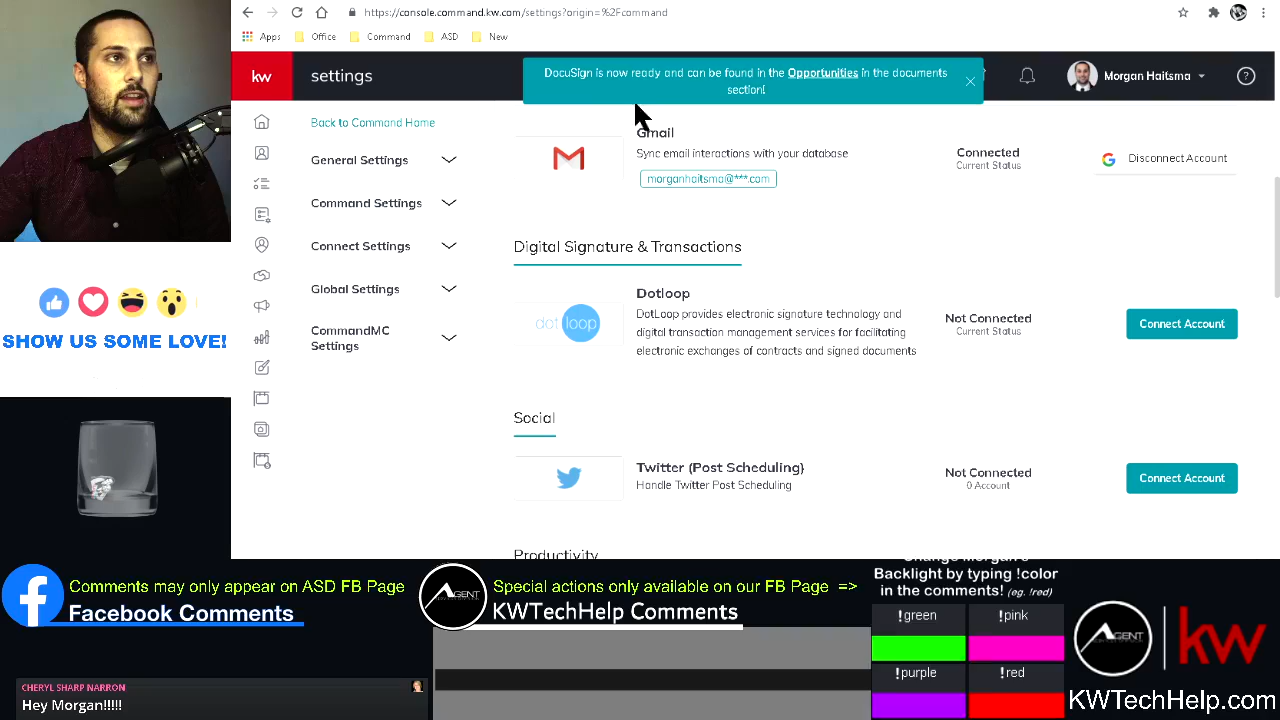 https://console.command.kw.com/settings?origin=%2Fcommand
Apps Office Command ASD New
kw settings
DocuSign is now ready and can be found in the Opportunities in the documents
section!
Morgan Haitsma
Back to Command Home
General Settings
Command Settings
Connect Settings
Global Settings
CommandMC
Settings
Gmail
Sync email interactions with your database
morganhaitsma@***.com
Connected
Current Status
Disconnect Account
Digital Signature & Transactions
dotloop
Dotloop
DotLoop provides electronic signature technology and
digital transaction management services for facilitating
electronic exchanges of contracts and signed documents
Not Connected
Current Status
Connect Account
Social
Twitter (Post Scheduling)
Handle Twitter Post Scheduling
Not Connected
0 Account
Connect Account
Productivity
SHOW US SOME LOVE!
Comments may only appear on ASD FB Page
Facebook Comments
AGENT
Special actions only available on our FB Page =>
KWTechHelp Comments
Change Morgan's
Backlight by typing !color
in the comments! (eg. !red)
!green !pink
!purple !red
AGENT
kw
KWTechHelp.com
CHERYL SHARP NARRON
Hey Morgan!!!!!